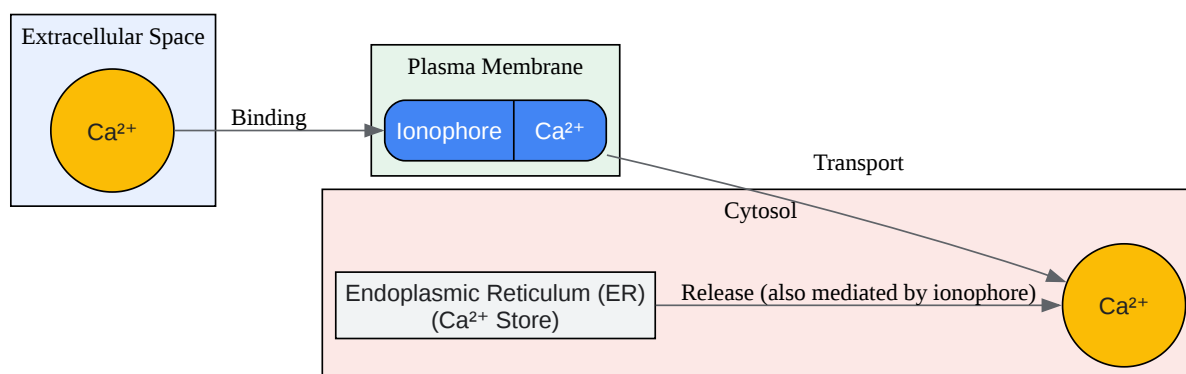 Extracellular Space
Ca²⁺
Binding
Plasma Membrane
Ionophore
Ca²⁺
Transport
Cytosol
Endoplasmic Reticulum (ER)
(Ca²⁺ Store)
Release (also mediated by ionophore)
Ca²⁺